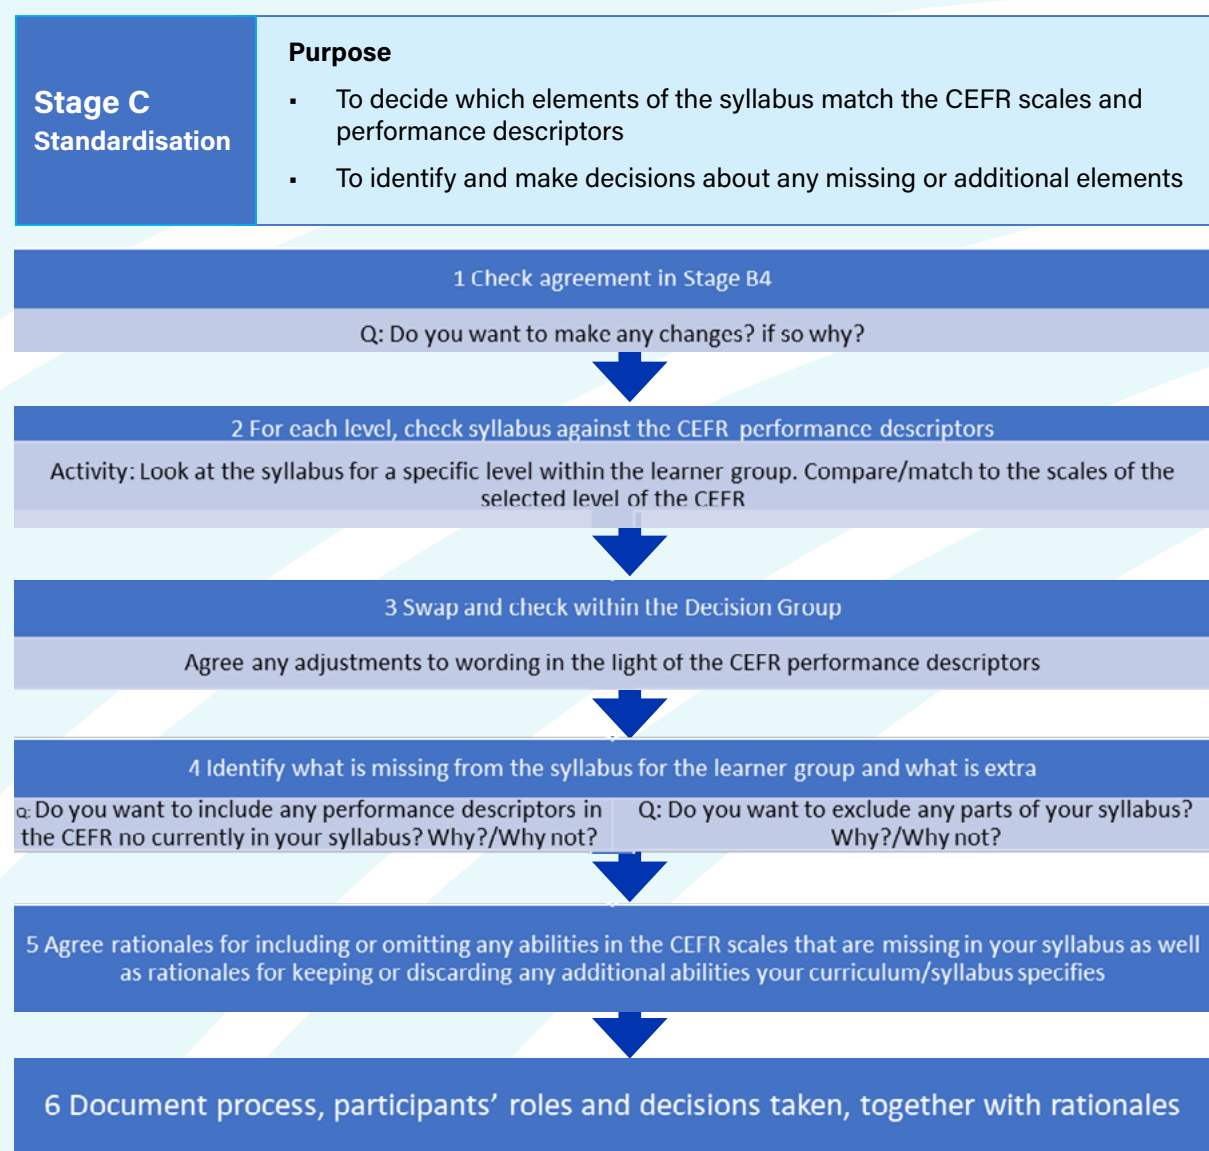 Stage C
Standardisation
Purpose
▪ To decide which elements of the syllabus match the CEFR scales and
performance descriptors
▪ To identify and make decisions about any missing or additional elements
1 Check agreement in Stage B4
Q: Do you want to make any changes? if so why?
2 For each level, check syllabus against the CEFR performance descriptors
Activity: Look at the syllabus for a specific level within the learner group. Compare/match to the scales of the
selected level of the CEFR
3 Swap and check within the Decision Group
Agree any adjustments to wording in the light of the CEFR performance descriptors
4 Identify what is missing from the syllabus for the learner group and what is extra
Q: Do you want to include any performance descriptors in
the CEFR no currently in your syllabus? Why?/Why not?
Q: Do you want to exclude any parts of your syllabus?
Why?/Why not?
5 Agree rationales for including or omitting any abilities in the CEFR scales that are missing in your syllabus as well
as rationales for keeping or discarding any additional abilities your curriculum/syllabus specifies
6 Document process, participants' roles and decisions taken, together with rationales